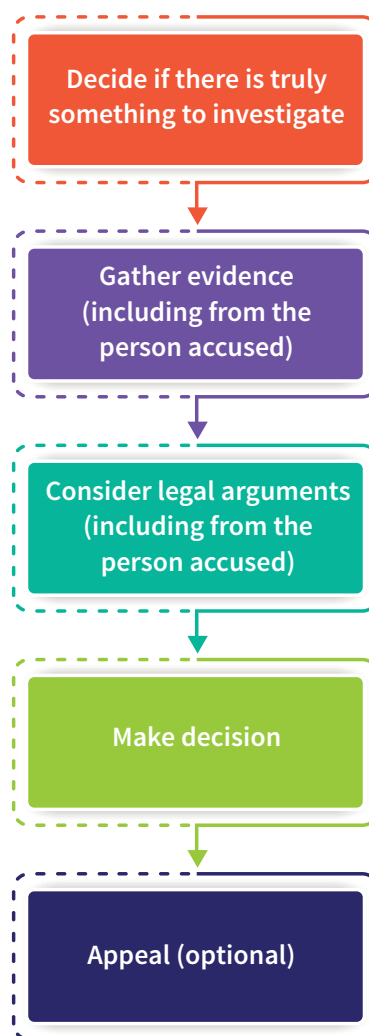 Decide if there is truly
something to investigate
Gather evidence
(including from the
person accused)
Consider legal arguments
(including from the
person accused)
Make decision
Appeal (optional)